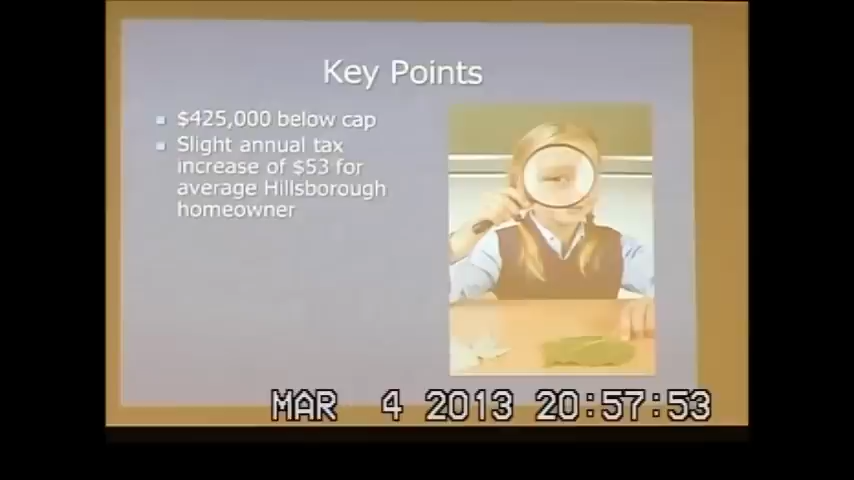 Key Points
$425,000 below cap
Slight annual tax
increase of $53 for
average Hillsborough
homeowner
MAR 4 2013 20:57:53